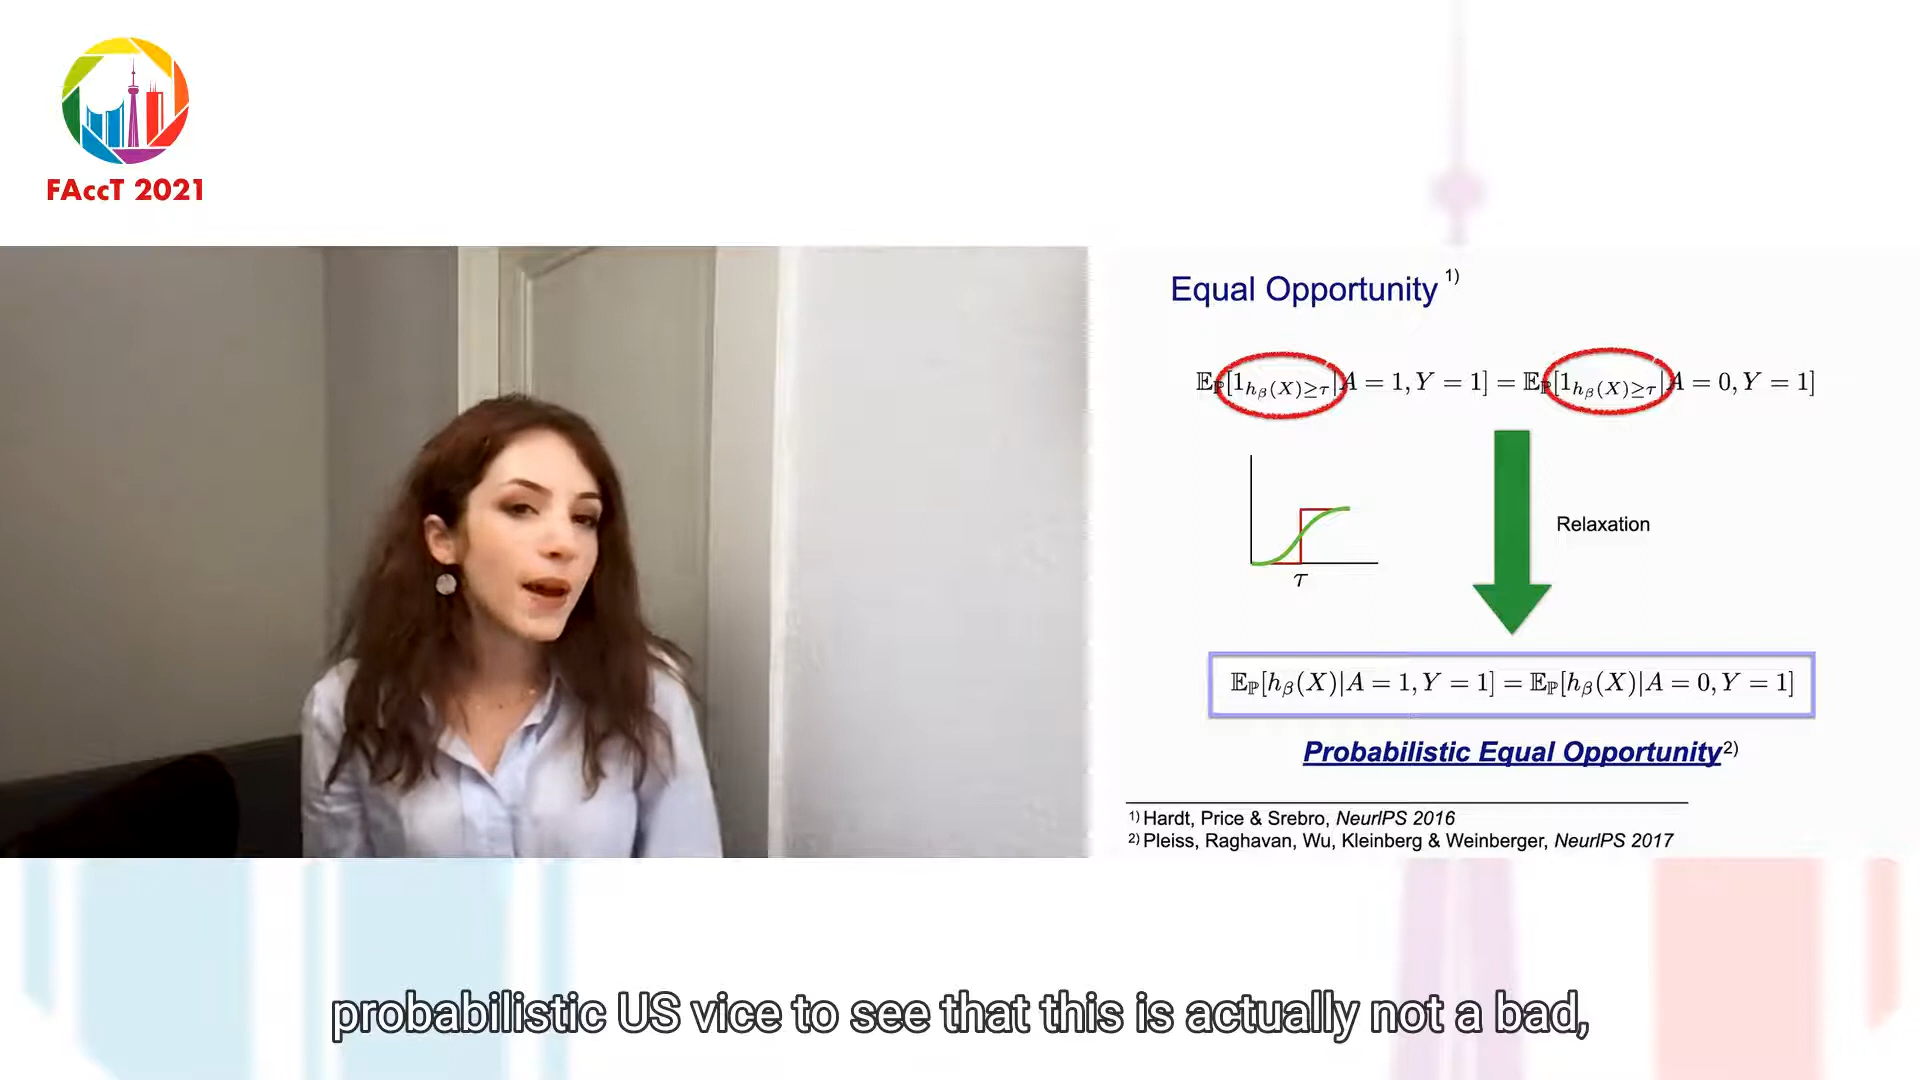 FAccT 2021
Equal Opportunity 1)
𝔼_ℙ[1_{h_β(X)≥τ}|A = 1, Y = 1] = 𝔼_ℙ[1_{h_β(X)≥τ}|A = 0, Y = 1]
τ
Relaxation
𝔼_ℙ[h_β(X)|A = 1, Y = 1] = 𝔼_ℙ[h_β(X)|A = 0, Y = 1]
Probabilistic Equal Opportunity 2)
1) Hardt, Price & Srebro, NeurIPS 2016
2) Pleiss, Raghavan, Wu, Kleinberg & Weinberger, NeurIPS 2017
probabilistic US vice to see that this is actually not a bad,